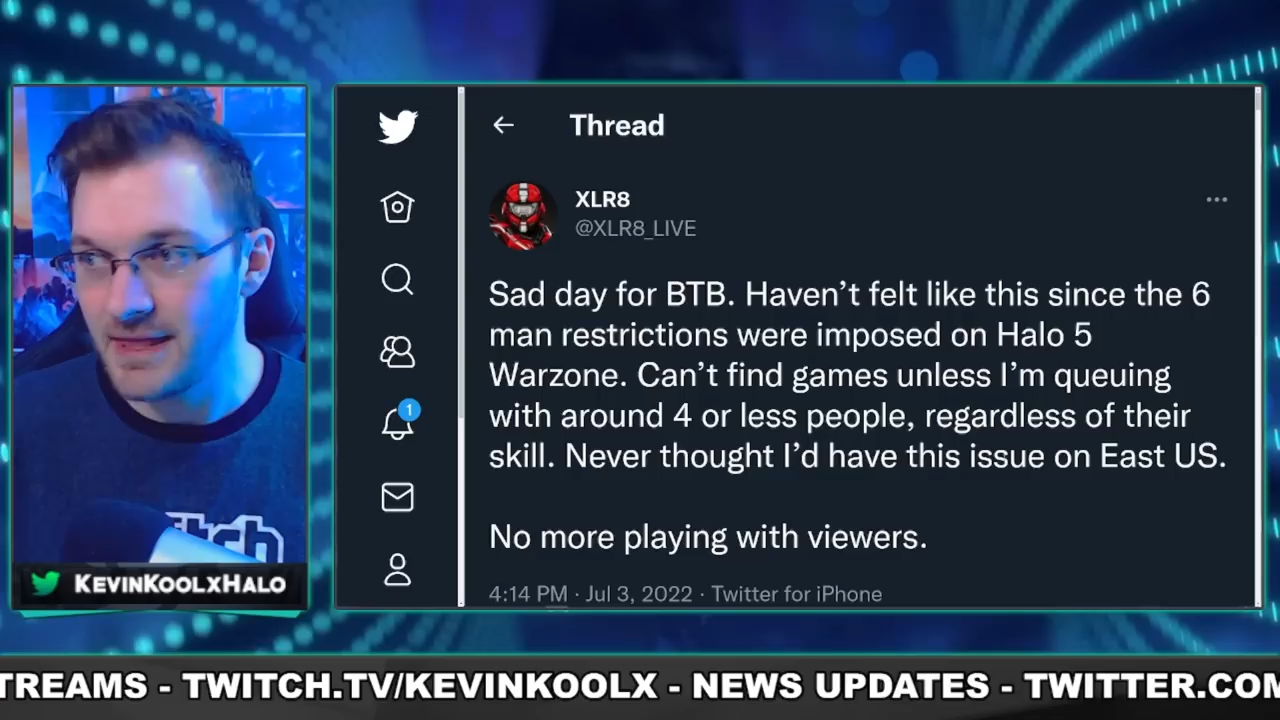 Thread
XLR8
@XLR8_LIVE
Sad day for BTB. Haven’t felt like this since the 6
man restrictions were imposed on Halo 5
Warzone. Can’t find games unless I’m queuing
with around 4 or less people, regardless of their
skill. Never thought I’d have this issue on East US.
No more playing with viewers.
4:14 PM · Jul 3, 2022 · Twitter for iPhone
1
KEVINKOOLXHALO
TREAMS - TWITCH.TV/KEVINKOOLX - NEWS UPDATES - TWITTER.COM